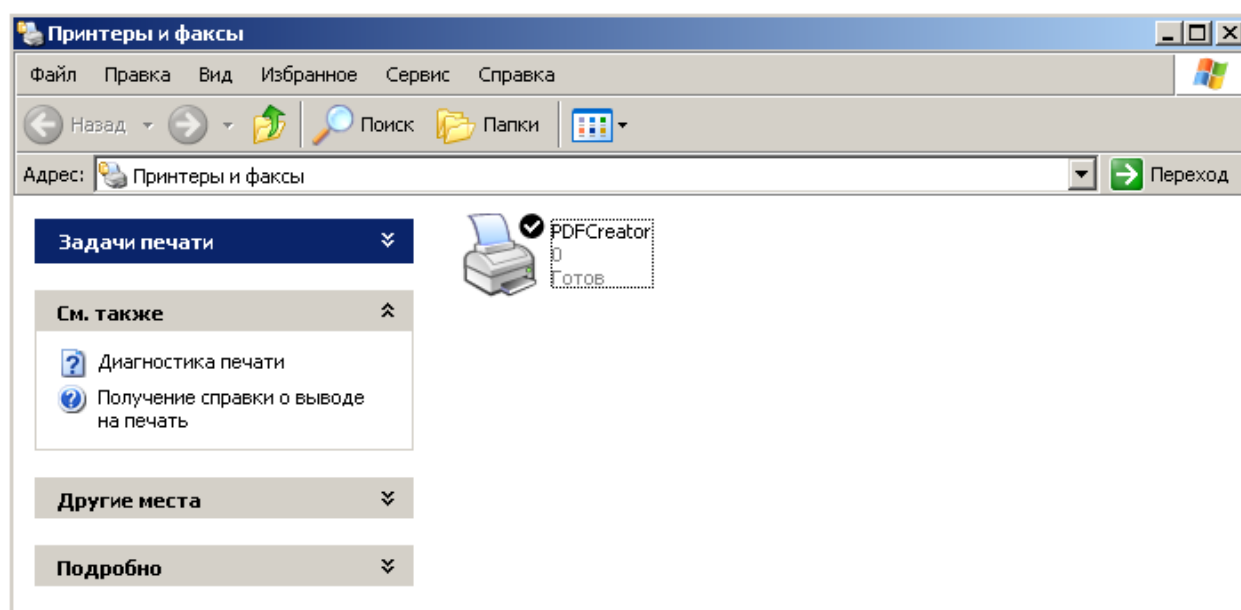 Принтеры и факсы
Файл Правка Вид Избранное Сервис Справка
Назад Поиск Папки
Адрес: Принтеры и факсы Переход
Задачи печати
См. также
Диагностика печати
Получение справки о выводе
на печать
Другие места
Подробно
PDFCreator
0
Готов